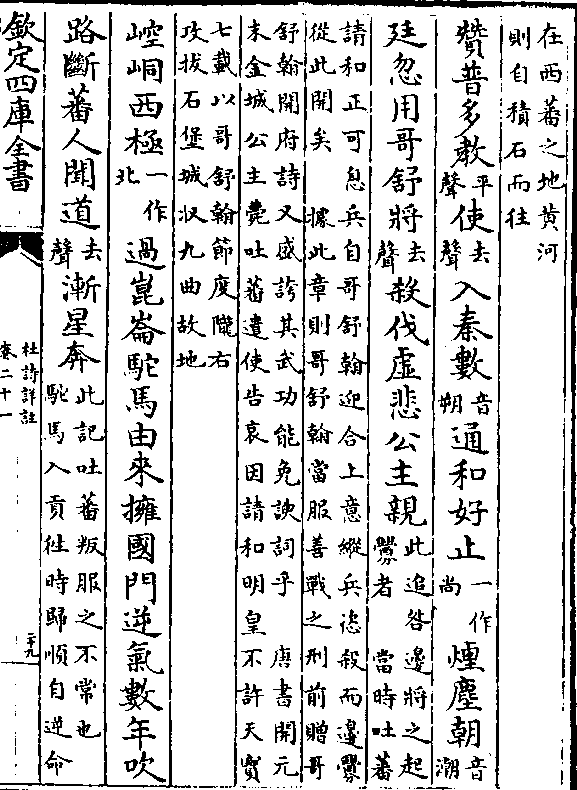 在西蕃之地黄河
則自積石而往
贊普多敎平聲使去聲入秦數音朔通和好止一作尚煙塵朝音潮
廷忽用哥舒將去聲殺伐虚悲公主親此追咎邊將之起
釁者 當時吐蕃
請和正可息兵自哥舒翰迎合上意縱兵恣殺而邊釁
從此開矣 據此章則哥舒翰當服善戰之刑前贈哥
舒翰開府詩又盛誇其武功能免諛詞乎 唐書開元
末金城公主薨吐蕃遣使告哀因請和明皇不許天寳
七載以哥舒翰節度隴右
攻拔石堡城収九曲故地
崆峒西極一作北過崑崙駝馬由來擁國門逆氣數年吹
路斷蕃人聞道去聲漸星奔此記吐蕃叛服之不常也
駝馬入貢徃時歸順自逆命
欽定四庫全書
杜詩詳註
卷二十一
二十九